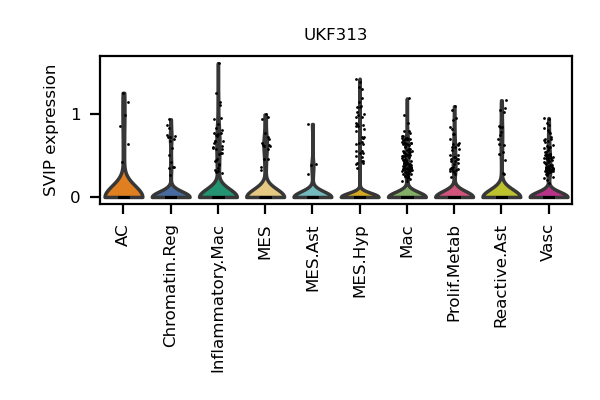 UKF313
SVIP expression
1
0
AC
Chromatin.Reg
Inflammatory.Mac
MES
MES.Ast
MES.Hyp
Mac
Prolif.Metab
Reactive.Ast
Vasc